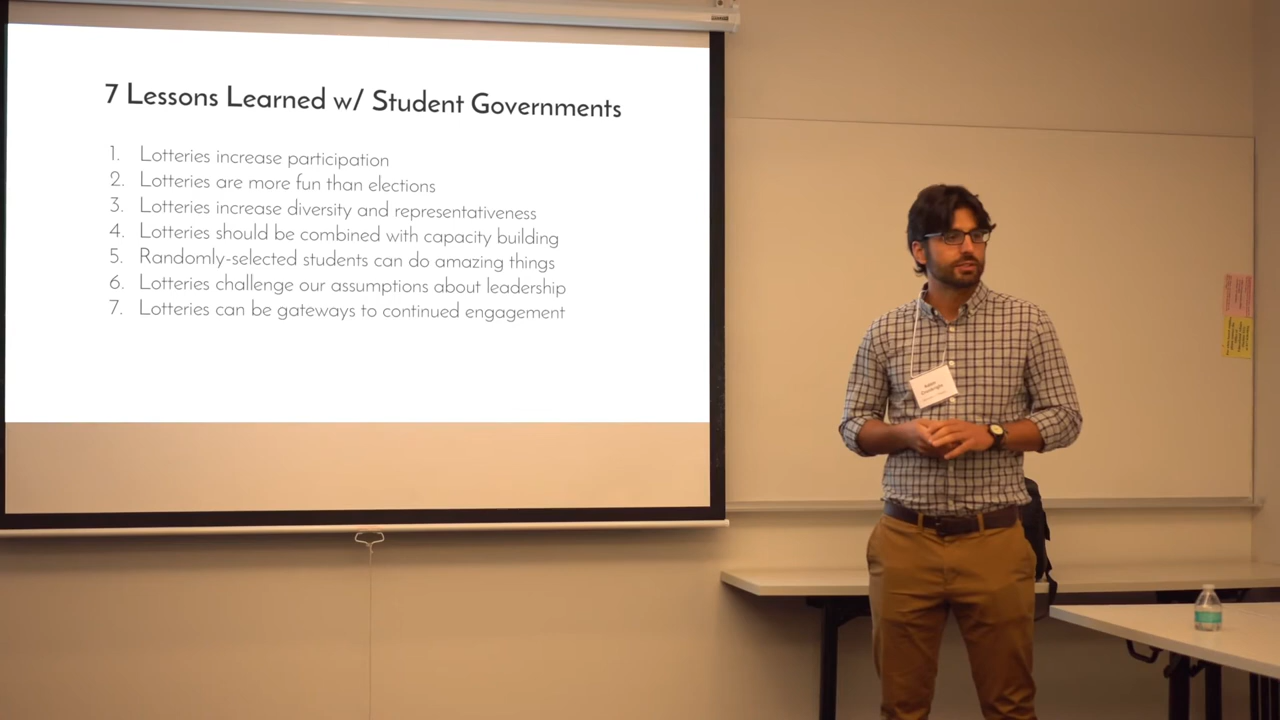 7 Lessons Learned w/ Student Governments
1. Lotteries increase participation
2. Lotteries are more fun than elections
3. Lotteries increase diversity and representativeness
4. Lotteries should be combined with capacity building
5. Randomly-selected students can do amazing things
6. Lotteries challenge our assumptions about leadership
7. Lotteries can be gateways to continued engagement
Adam